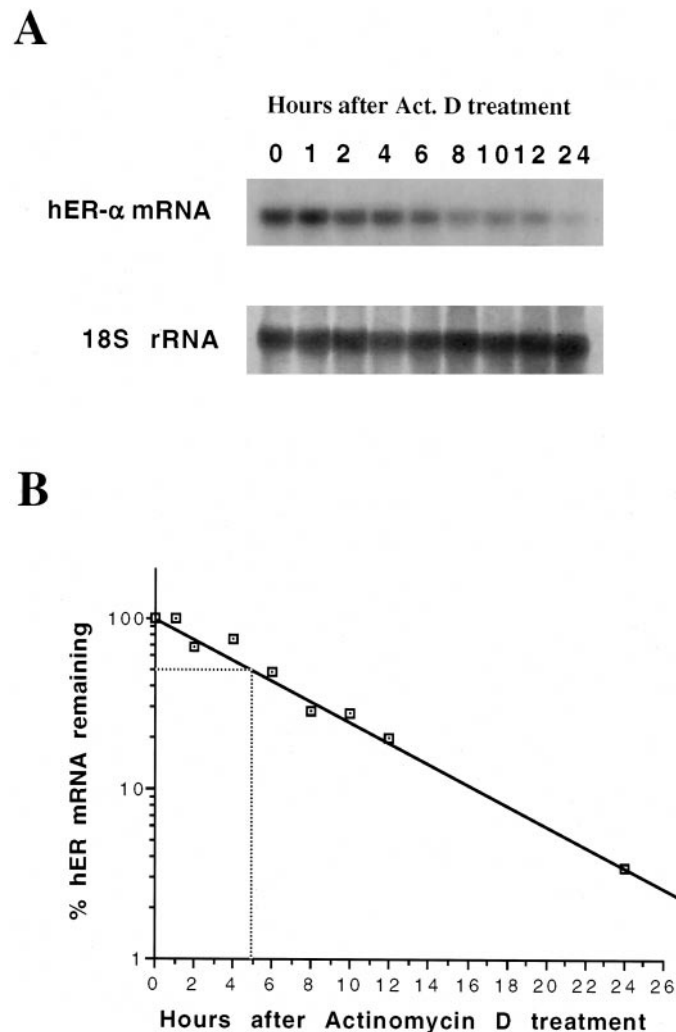 A
Hours after Act. D treatment
0 1 2 4 6 8 10 12 24
hER-α mRNA
18S rRNA
B
% hER mRNA remaining
100
10
1
0 2 4 6 8 10 12 14 16 18 20 22 24 26
Hours after Actinomycin D treatment